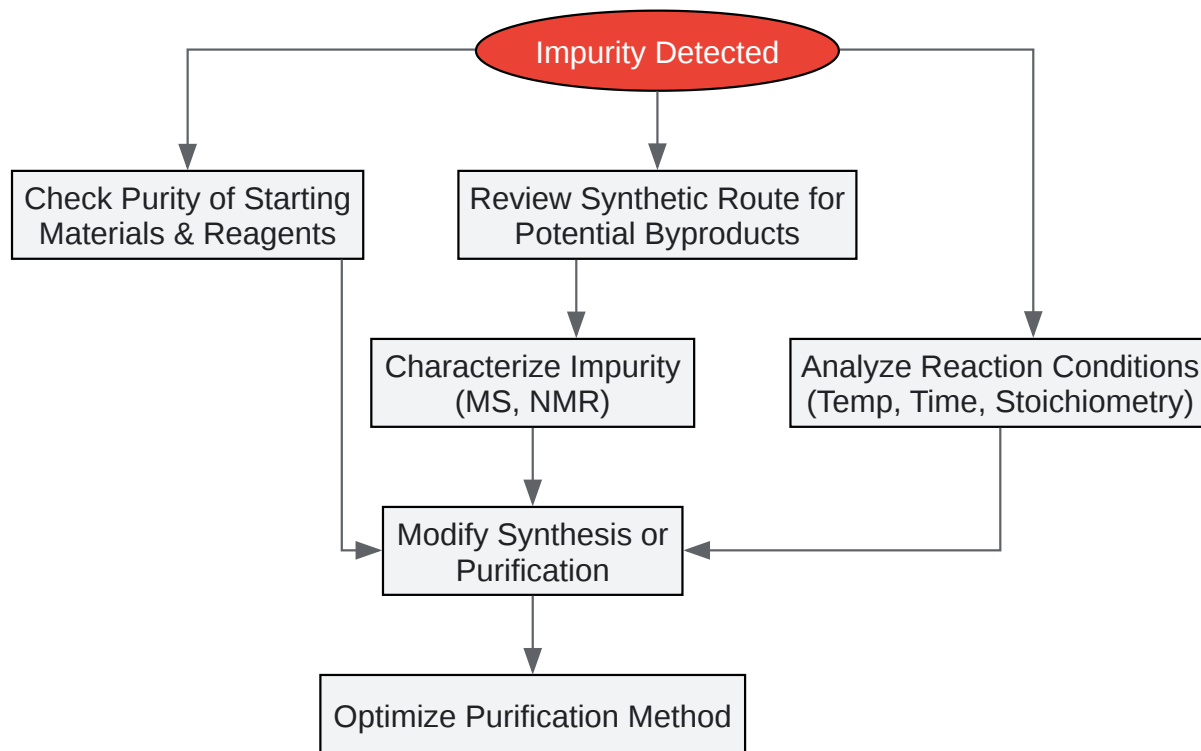 Impurity Detected
Check Purity of Starting
Materials & Reagents
Review Synthetic Route for
Potential Byproducts
Characterize Impurity
(MS, NMR)
Analyze Reaction Conditions
(Temp, Time, Stoichiometry)
Modify Synthesis or
Purification
Optimize Purification Method